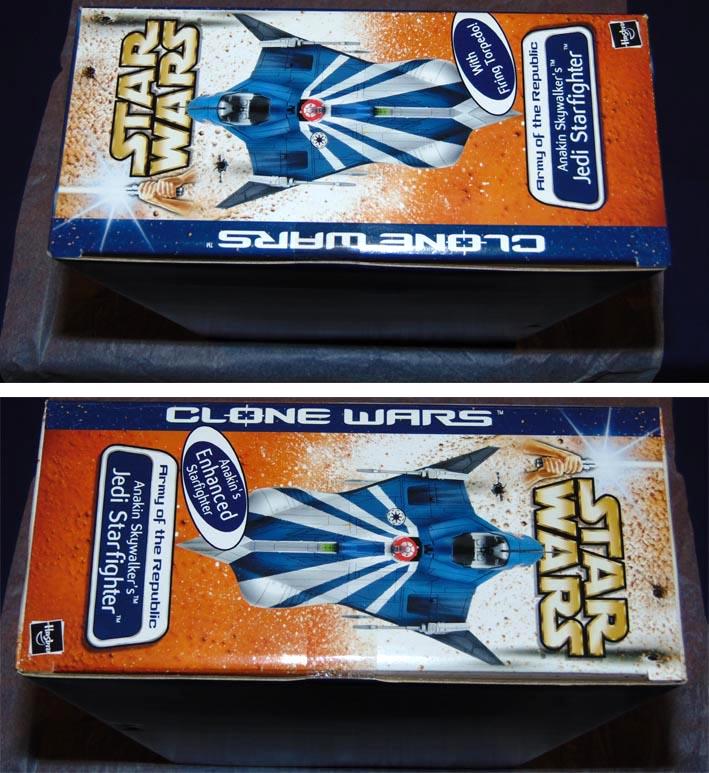 STAR
WARS
With
Firing Torpedo!
Hasbro
Army of the Republic
Anakin Skywalker's™
Jedi Starfighter™
CLONE WARS™
CLONE WARS™
Anakin's
Enhanced
Starfighter
Army of the Republic
Anakin Skywalker's™
Jedi Starfighter™
Hasbro
STAR
WARS